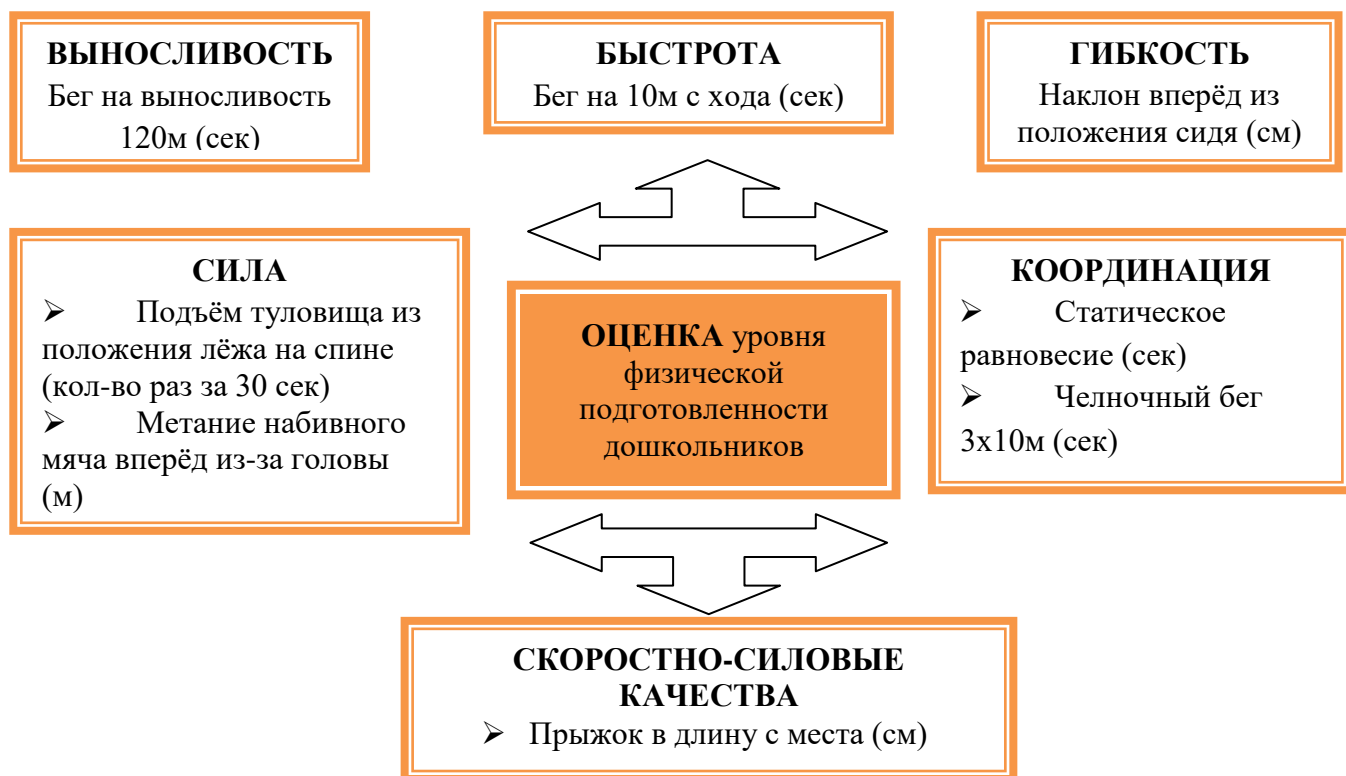 ВЫНОСЛИВОСТЬ
Бег на выносливость
120м (сек)
БЫСТРОТА
Бег на 10м с хода (сек)
ГИБКОСТЬ
Наклон вперёд из
положения сидя (см)
СИЛА
➢ Подъём туловища из
положения лёжа на спине
(кол-во раз за 30 сек)
➢ Метание набивного
мяча вперёд из-за головы
(м)
ОЦЕНКА уровня
физической
подготовленности
дошкольников
КООРДИНАЦИЯ
➢ Статическое
равновесие (сек)
➢ Челночный бег
3х10м (сек)
СКОРОСТНО-СИЛОВЫЕ
КАЧЕСТВА
➢ Прыжок в длину с места (см)